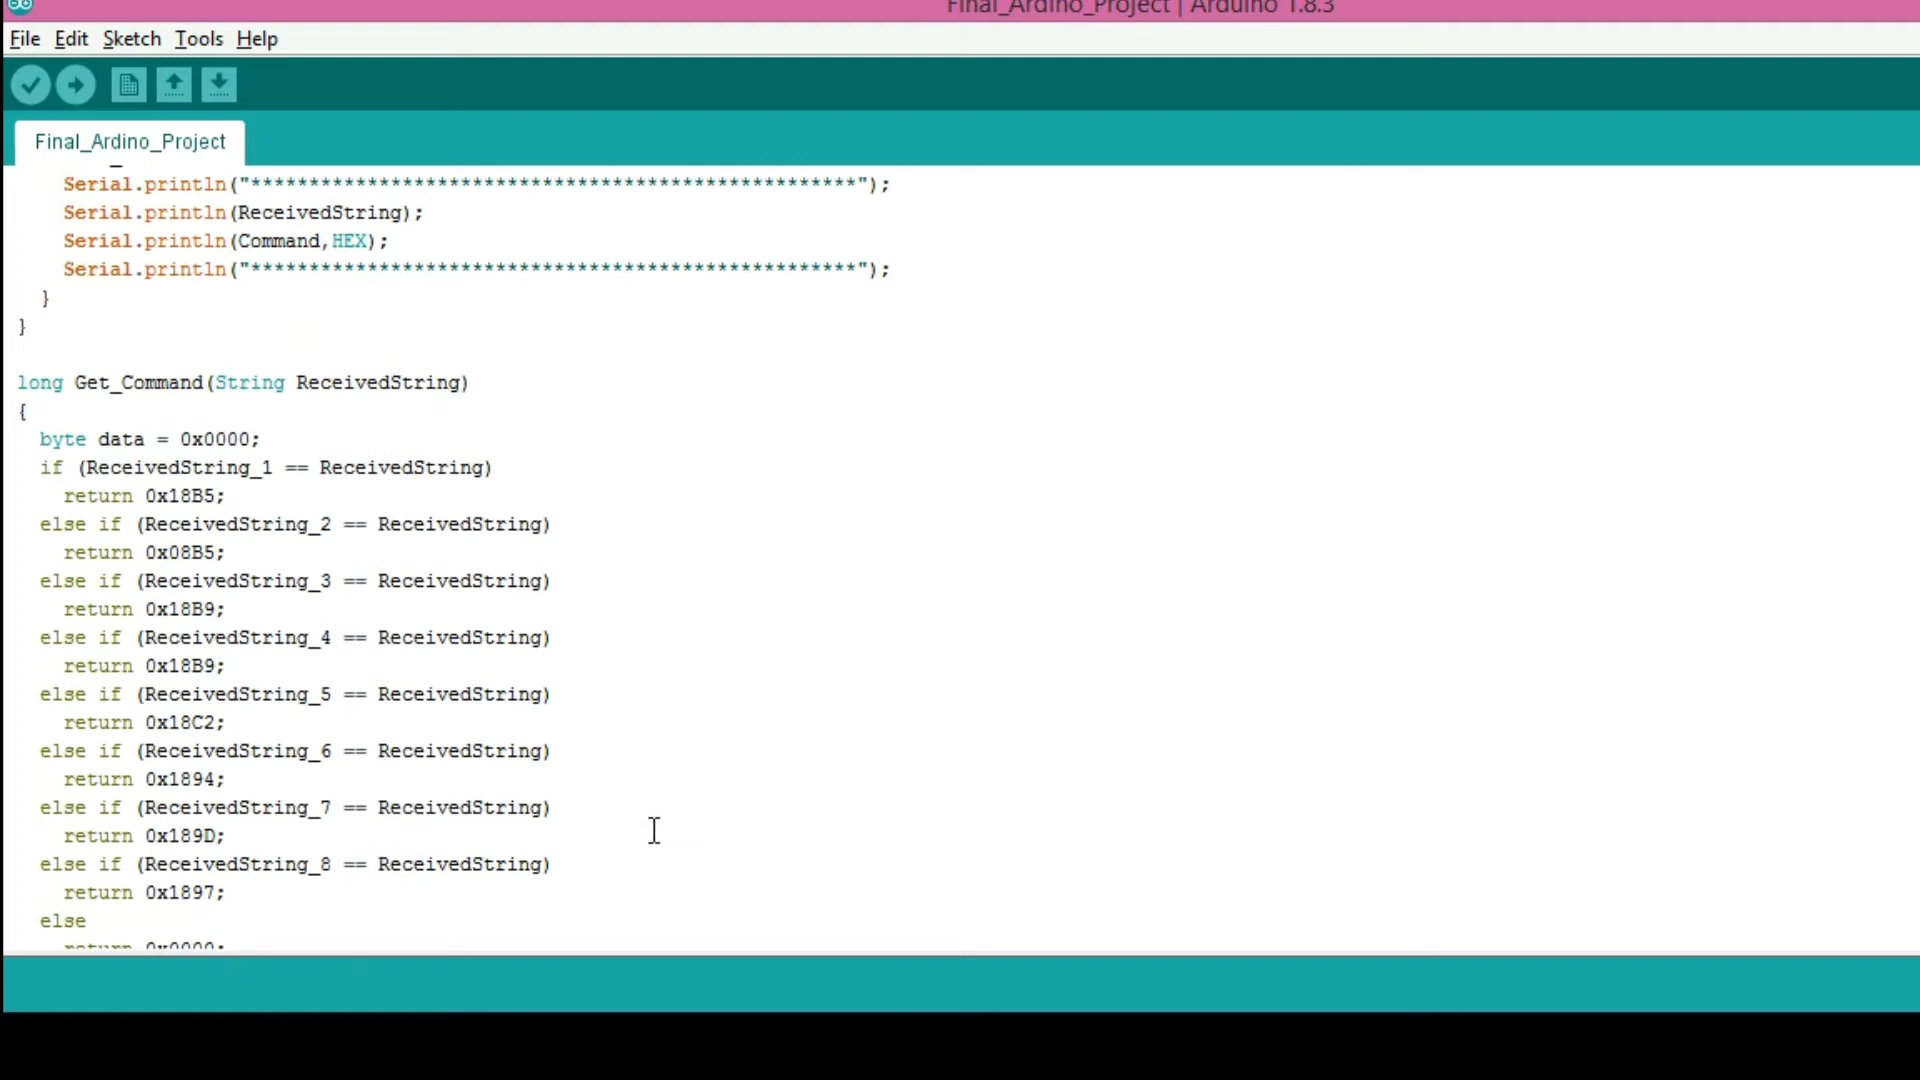 Final_Ardino_Project | Arduino 1.8.3
File Edit Sketch Tools Help
Final_Ardino_Project
Serial.println("****************************************************");
Serial.println(ReceivedString);
Serial.println(Command,HEX);
Serial.println("****************************************************");
}
}
long Get_Command(String ReceivedString)
{
byte data = 0x0000;
if (ReceivedString_1 == ReceivedString)
return 0x18B5;
else if (ReceivedString_2 == ReceivedString)
return 0x08B5;
else if (ReceivedString_3 == ReceivedString)
return 0x18B9;
else if (ReceivedString_4 == ReceivedString)
return 0x18B9;
else if (ReceivedString_5 == ReceivedString)
return 0x18C2;
else if (ReceivedString_6 == ReceivedString)
return 0x1894;
else if (ReceivedString_7 == ReceivedString)
return 0x189D;
else if (ReceivedString_8 == ReceivedString)
return 0x1897;
else
return 0x0000;